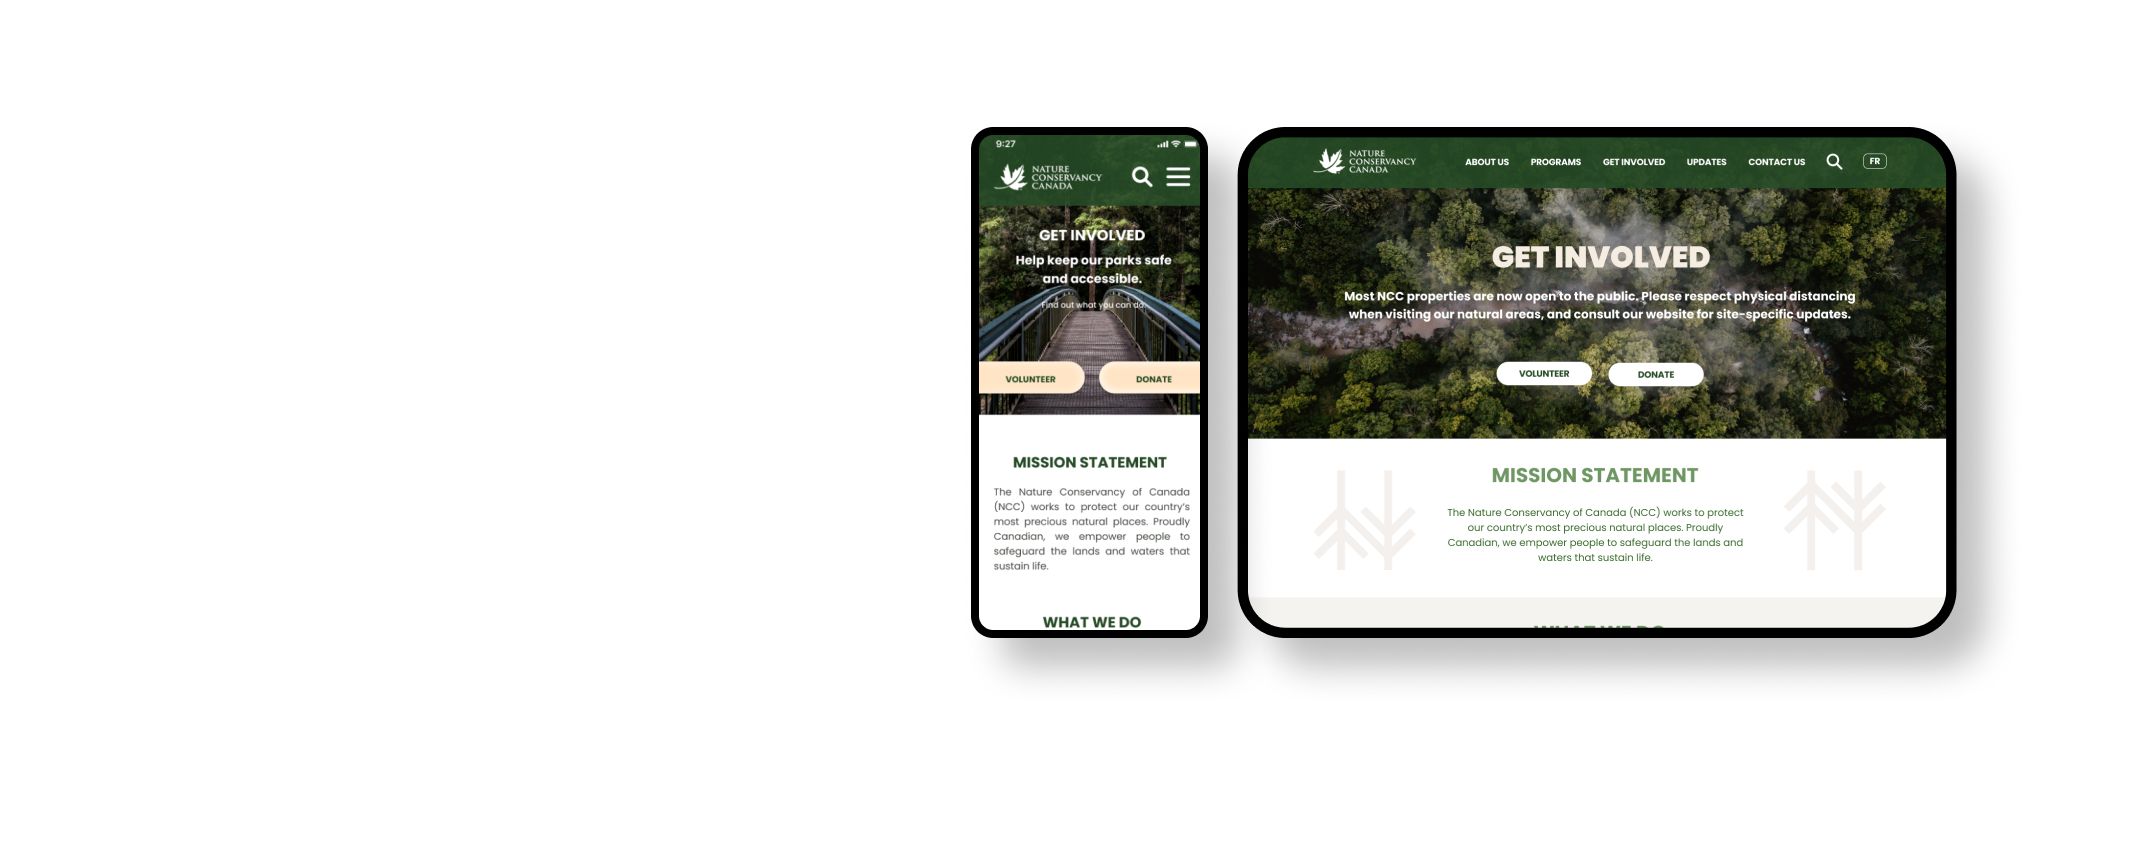 9:27
NATURE
CONSERVANCY
CANADA
GET INVOLVED
Help keep our parks safe
and accessible.
Find out what you can do.
VOLUNTEER
DONATE
MISSION STATEMENT
The Nature Conservancy of Canada
(NCC) works to protect our country's
most precious natural places. Proudly
Canadian, we empower people to
safeguard the lands and waters that
sustain life.
WHAT WE DO
NATURE
CONSERVANCY
CANADA
ABOUT US
PROGRAMS
GET INVOLVED
UPDATES
CONTACT US
FR
GET INVOLVED
Most NCC properties are now open to the public. Please respect physical distancing
when visiting our natural areas, and consult our website for site-specific updates.
VOLUNTEER
DONATE
MISSION STATEMENT
The Nature Conservancy of Canada (NCC) works to protect
our country's most precious natural places. Proudly
Canadian, we empower people to safeguard the lands and
waters that sustain life.
WHAT WE DO